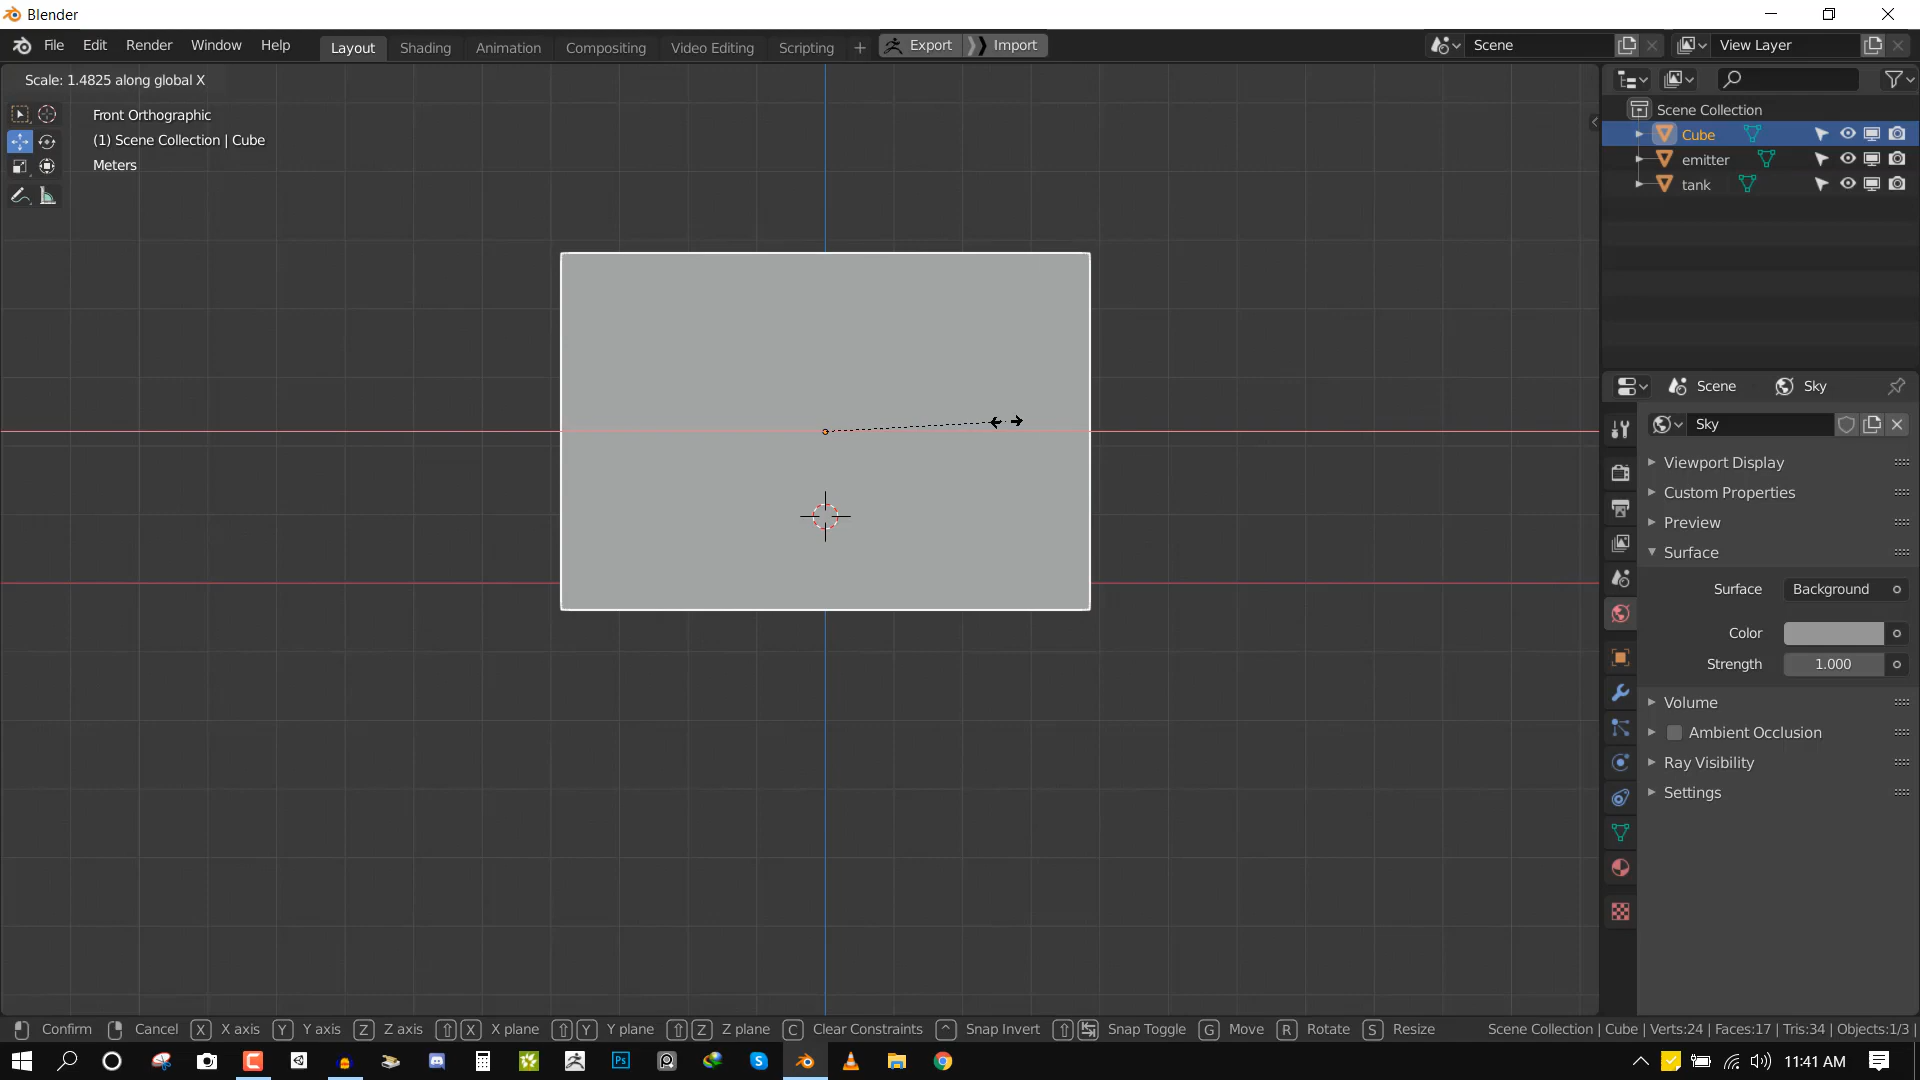 Blender
File Edit Render Window Help Layout Shading Animation Compositing Video Editing Scripting + Export Import Scene View Layer
Scale: 1.4825 along global X
Front Orthographic
(1) Scene Collection | Cube
Meters
Scene Collection
Cube
emitter
tank
Scene Sky
Sky
Viewport Display
Custom Properties
Preview
Surface
Surface Background
Color
Strength 1.000
Volume
Ambient Occlusion
Ray Visibility
Settings
Confirm Cancel X X axis Y Y axis Z Z axis X X plane Y Y plane Z Z plane C Clear Constraints ^ Snap Invert Snap Toggle G Move R Rotate S Resize Scene Collection | Cube | Verts:24 | Faces:17 | Tris:34 | Objects:1/3
Ps 11:41 AM